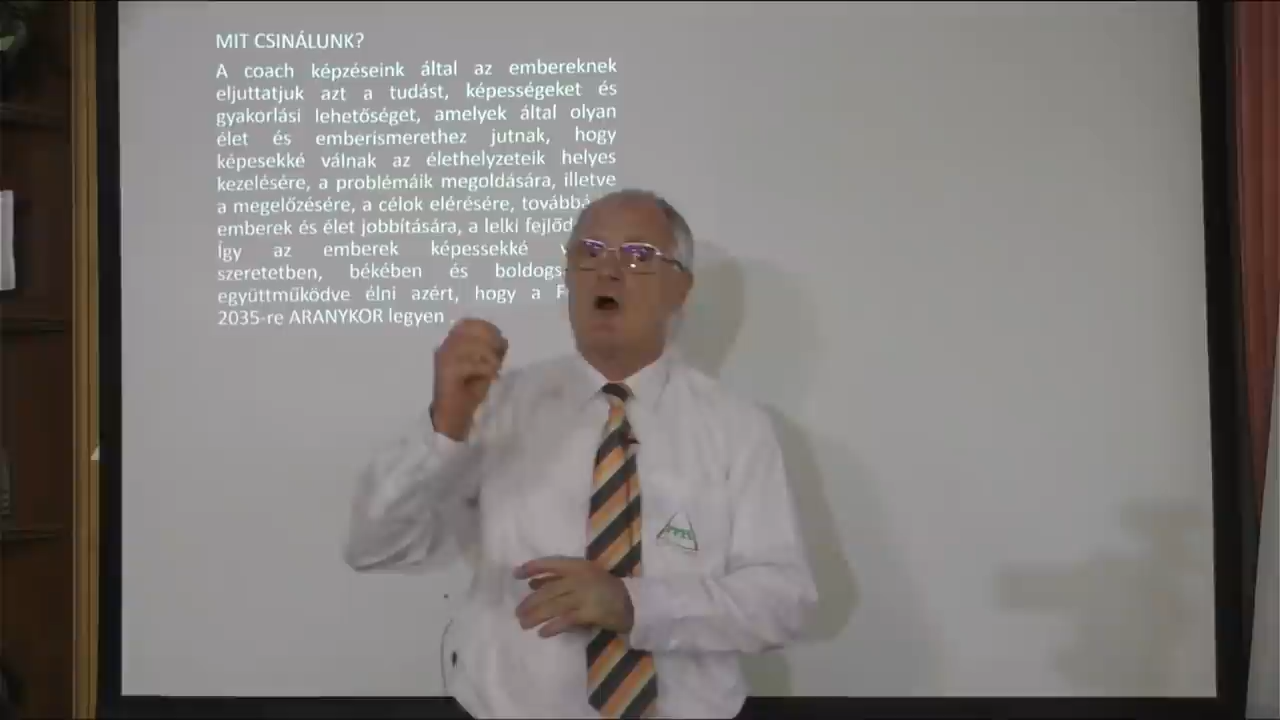 MIT CSINÁLUNK?
A coach képzéseink által az embereknek
eljuttatjuk azt a tudást, képességeket és
gyakorlási lehetőséget, amelyek által olyan
élet és emberismerethez jutnak, hogy
képesekké válnak az élethelyzeteik helyes
kezelésére, a problémáik megoldására, illetve
a megelőzésére, a célok elérésére, továbbá
emberek és élet jobbítására, a lelki
Így az emberek képessekké
szeretetben, békében és
együttműködve élni azért, hogy a
2035-re ARANYKOR legyen